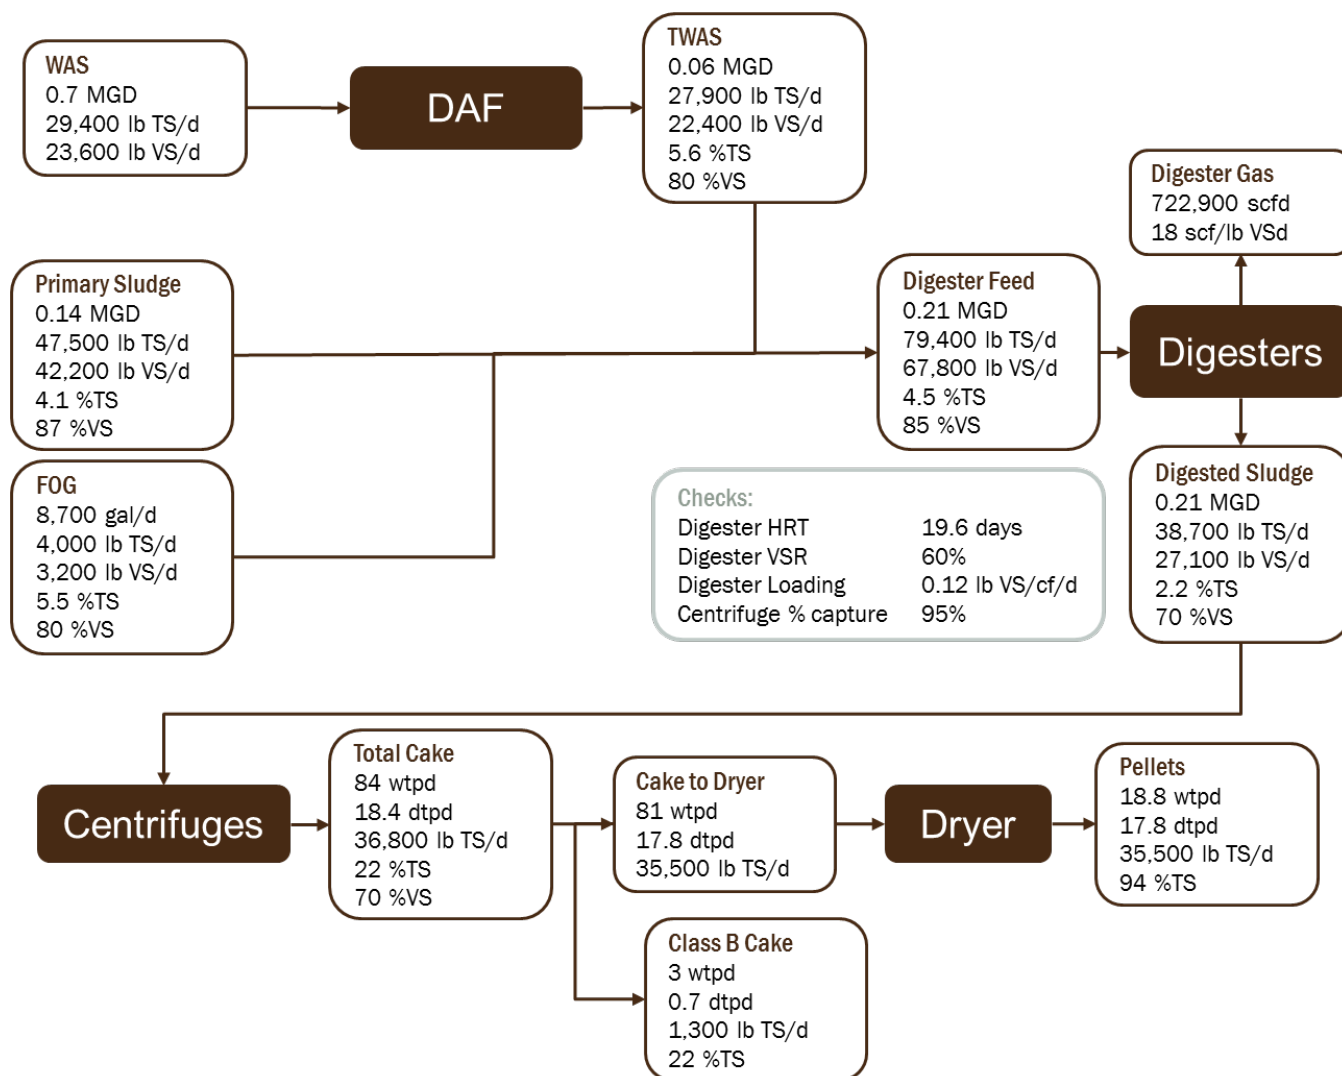 WAS
0.7 MGD
29,400 lb TS/d
23,600 lb VS/d
DAF
TWAS
0.06 MGD
27,900 lb TS/d
22,400 lb VS/d
5.6 %TS
80 %VS
Digester Gas
722,900 scfd
18 scf/lb VSd
Primary Sludge
0.14 MGD
47,500 lb TS/d
42,200 lb VS/d
4.1 %TS
87 %VS
Digester Feed
0.21 MGD
79,400 lb TS/d
67,800 lb VS/d
4.5 %TS
85 %VS
Digesters
FOG
8,700 gal/d
4,000 lb TS/d
3,200 lb VS/d
5.5 %TS
80 %VS
Checks:
Digester HRT 19.6 days
Digester VSR 60%
Digester Loading 0.12 lb VS/cf/d
Centrifuge % capture 95%
Digested Sludge
0.21 MGD
38,700 lb TS/d
27,100 lb VS/d
2.2 %TS
70 %VS
Centrifuges
Total Cake
84 wtpd
18.4 dtpd
36,800 lb TS/d
22 %TS
70 %VS
Cake to Dryer
81 wtpd
17.8 dtpd
35,500 lb TS/d
Dryer
Pellets
18.8 wtpd
17.8 dtpd
35,500 lb TS/d
94 %TS
Class B Cake
3 wtpd
0.7 dtpd
1,300 lb TS/d
22 %TS